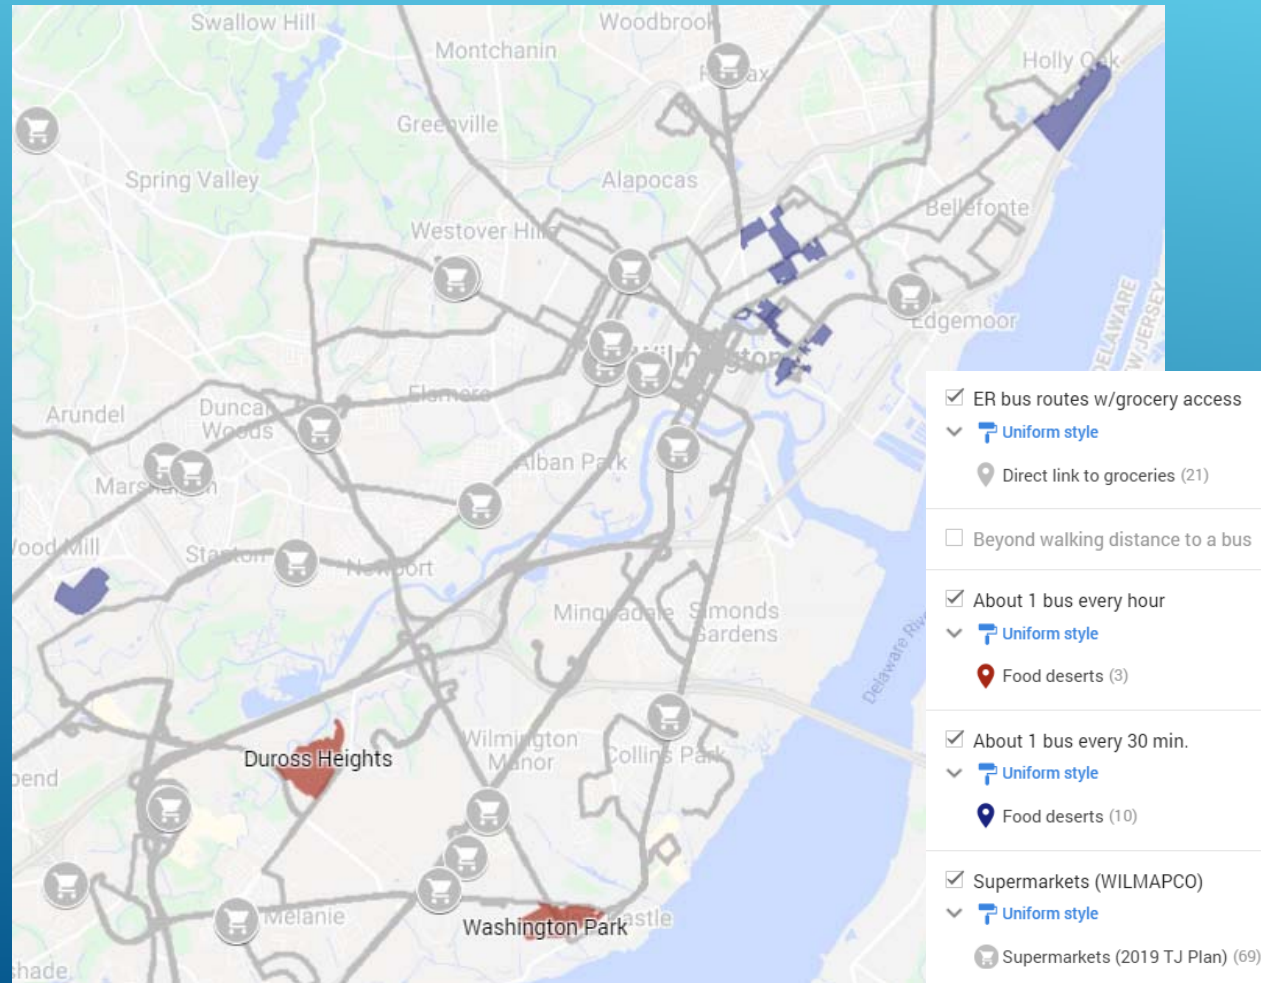 Swallow Hill
Woodbrook
Montchanin
Holly Oak
Fairfax
Greenville
Spring Valley
Alapocas
Westover Hills
Bellefonte
Edgemoor
DELAWARE
NEW JERSEY
Wilmington
Elsmere
Arundel
Duncan
Woods
Alban Park
Marshallton
Stanton
Newport
Minquadale
Simonds
Gardens
Delaware River
Duross Heights
Wilmington
Manor
Collins Park
Melanie
Washington Park
Castle
ER bus routes w/grocery access
Uniform style
Direct link to groceries (21)
Beyond walking distance to a bus
About 1 bus every hour
Uniform style
Food deserts (3)
About 1 bus every 30 min.
Uniform style
Food deserts (10)
Supermarkets (WILMAPCO)
Uniform style
Supermarkets (2019 TJ Plan) (69)